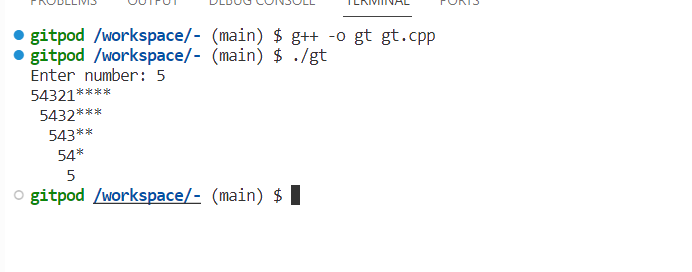 PROBLEMS OUTPUT DEBUG CONSOLE TERMINAL PORTS
gitpod /workspace/- (main) $ g++ -o gt gt.cpp
gitpod /workspace/- (main) $ ./gt
Enter number: 5
54321****
 5432***
  543**
   54*
    5
gitpod /workspace/- (main) $